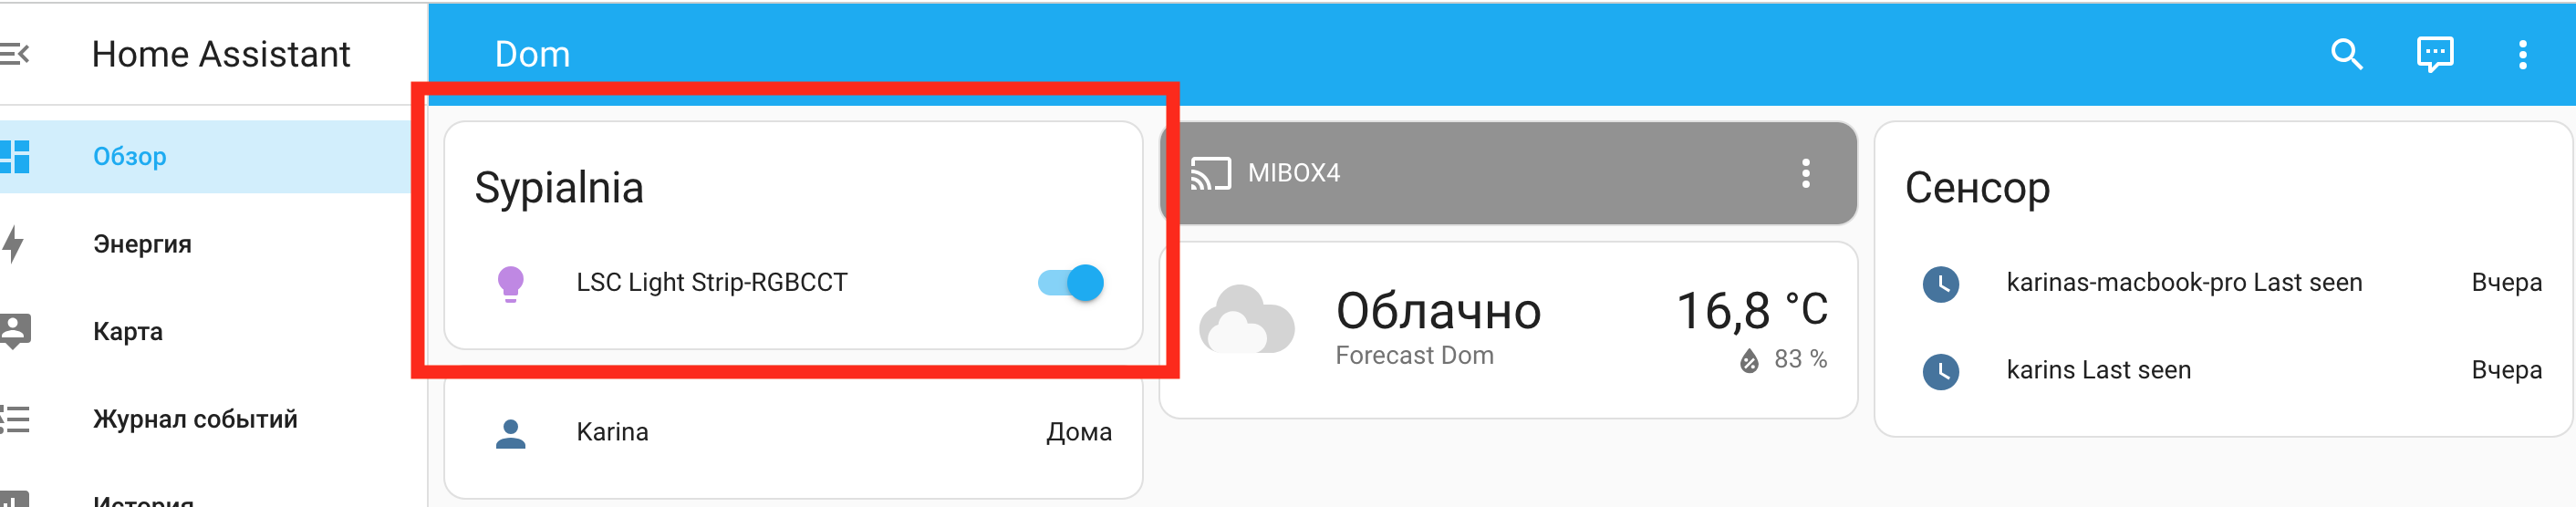 Home Assistant
Dom
Обзор
Энергия
Карта
Журнал событий
История
Sypialnia
LSC Light Strip-RGBCCT
Karina Дома
MIBOX4
Облачно 16,8 °C
Forecast Dom 83 %
Сенсор
karinas-macbook-pro Last seen Вчера
karins Last seen Вчера